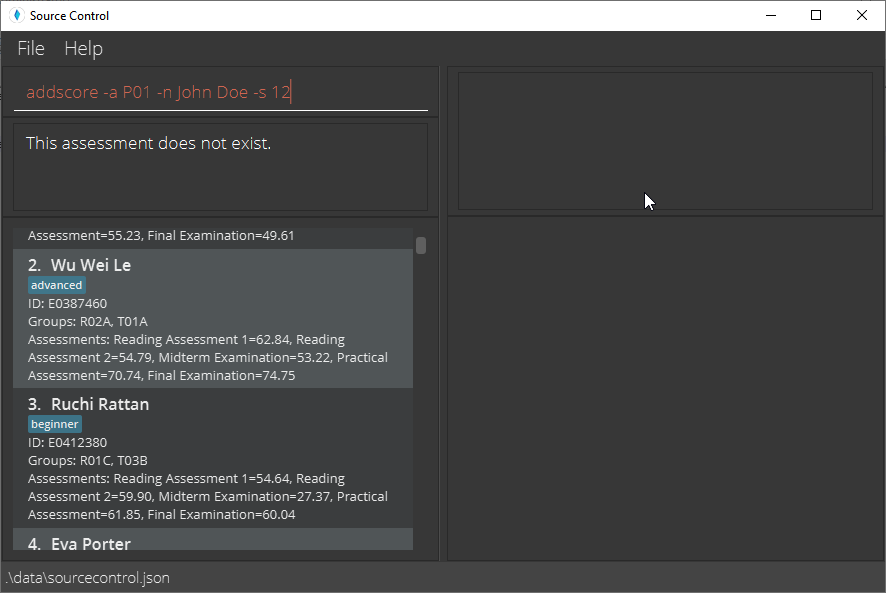 Source Control
File Help
addscore -a P01 -n John Doe -s 12
This assessment does not exist.
Assessment=55.23, Final Examination=49.61
2. Wu Wei Le
advanced
ID: E0387460
Groups: R02A, T01A
Assessments: Reading Assessment 1=62.84, Reading
Assessment 2=54.79, Midterm Examination=53.22, Practical
Assessment=70.74, Final Examination=74.75
3. Ruchi Rattan
beginner
ID: E0412380
Groups: R01C, T03B
Assessments: Reading Assessment 1=54.64, Reading
Assessment 2=59.90, Midterm Examination=27.37, Practical
Assessment=61.85, Final Examination=60.04
4. Eva Porter
.\data\sourcecontrol.json